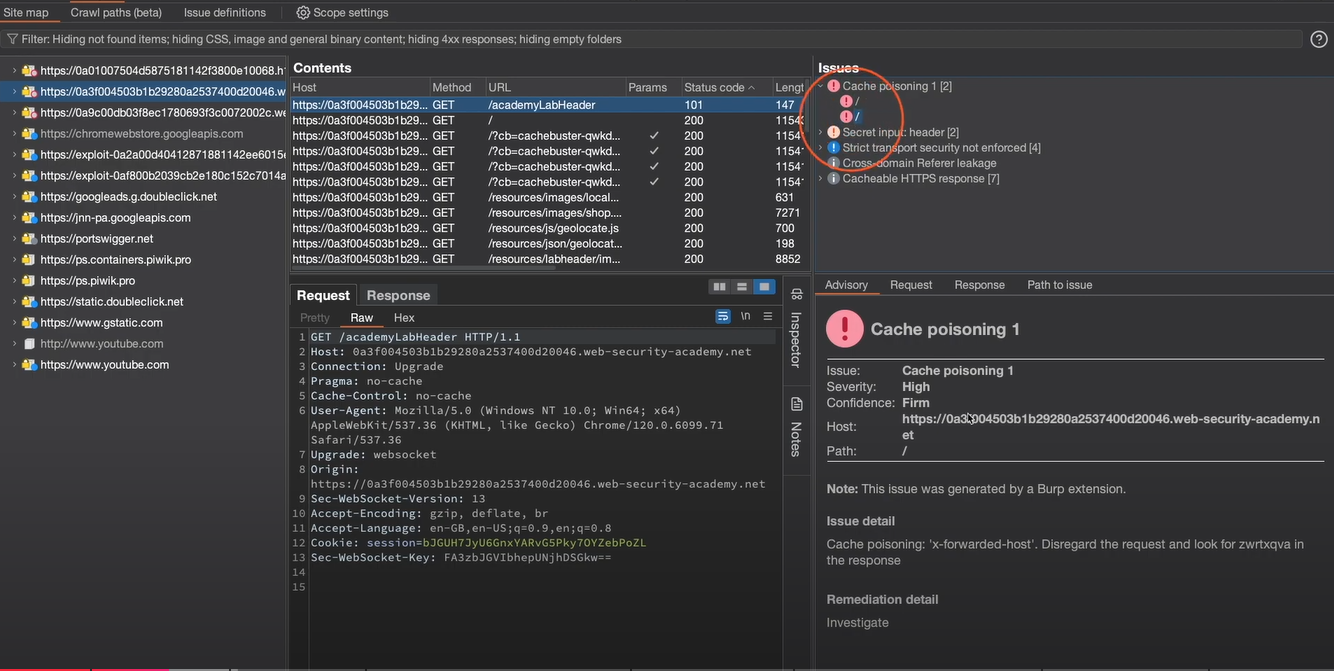 Site map Crawl paths (beta) Issue definitions Scope settings
Filter: Hiding not found items; hiding CSS, image and general binary content; hiding 4xx responses; hiding empty folders
https://0a01007504d5875181142f3800e10068.h
https://0a3f004503b1b29280a2537400d20046.w
https://0a9c00db03f8ec1780693f3c0072002c.we
https://chromewebstore.googleapis.com
https://exploit-0a2a00d40412871881142ee6015
https://exploit-0af800b2039cb2e180c152c7014a
https://googleads.g.doubleclick.net
https://jnn-pa.googleapis.com
https://portswigger.net
https://ps.containers.piwik.pro
https://ps.piwik.pro
https://static.doubleclick.net
https://www.gstatic.com
http://www.youtube.com
https://www.youtube.com
Contents
Host Method URL Params Status code Lengt
https://0a3f004503b1b29... GET /academyLabHeader 101 147
https://0a3f004503b1b29... GET / 200 1154
https://0a3f004503b1b29... GET /?cb=cachebuster-qwkd... ✓ 200 1154
https://0a3f004503b1b29... GET /?cb=cachebuster-qwkd... ✓ 200 1154
https://0a3f004503b1b29... GET /?cb=cachebuster-qwkd... ✓ 200 1154
https://0a3f004503b1b29... GET /?cb=cachebuster-qwkd... ✓ 200 1154
https://0a3f004503b1b29... GET /resources/images/local... 200 631
https://0a3f004503b1b29... GET /resources/images/shop.... 200 7271
https://0a3f004503b1b29... GET /resources/js/geolocate.js 200 700
https://0a3f004503b1b29... GET /resources/json/geolocat... 200 198
https://0a3f004503b1b29... GET /resources/labheader/im... 200 8852
Request Response
Pretty Raw Hex \n
1 GET /academyLabHeader HTTP/1.1
2 Host: 0a3f004503b1b29280a2537400d20046.web-security-academy.net
3 Connection: Upgrade
4 Pragma: no-cache
5 Cache-Control: no-cache
6 User-Agent: Mozilla/5.0 (Windows NT 10.0; Win64; x64)
AppleWebKit/537.36 (KHTML, like Gecko) Chrome/120.0.6099.71
Safari/537.36
7 Upgrade: websocket
8 Origin:
https://0a3f004503b1b29280a2537400d20046.web-security-academy.net
9 Sec-WebSocket-Version: 13
10 Accept-Encoding: gzip, deflate, br
11 Accept-Language: en-GB,en-US;q=0.9,en;q=0.8
12 Cookie: session=bJGUH7JyU6GnxYARvG5Pky7OYZebPoZL
13 Sec-WebSocket-Key: FA3zbJGVIbhepUNjhDSGkw==
14
15
Inspector
Notes
Issues
Cache poisoning 1 [2]
/
/
Secret input: header [2]
Strict transport security not enforced [4]
Cross-domain Referer leakage
Cacheable HTTPS response [7]
Advisory Request Response Path to issue
Cache poisoning 1
Issue: Cache poisoning 1
Severity: High
Confidence: Firm
Host: https://0a3f004503b1b29280a2537400d20046.web-security-academy.n
et
Path: /
Note: This issue was generated by a Burp extension.
Issue detail
Cache poisoning: 'x-forwarded-host'. Disregard the request and look for zwrtxqva in
the response
Remediation detail
Investigate